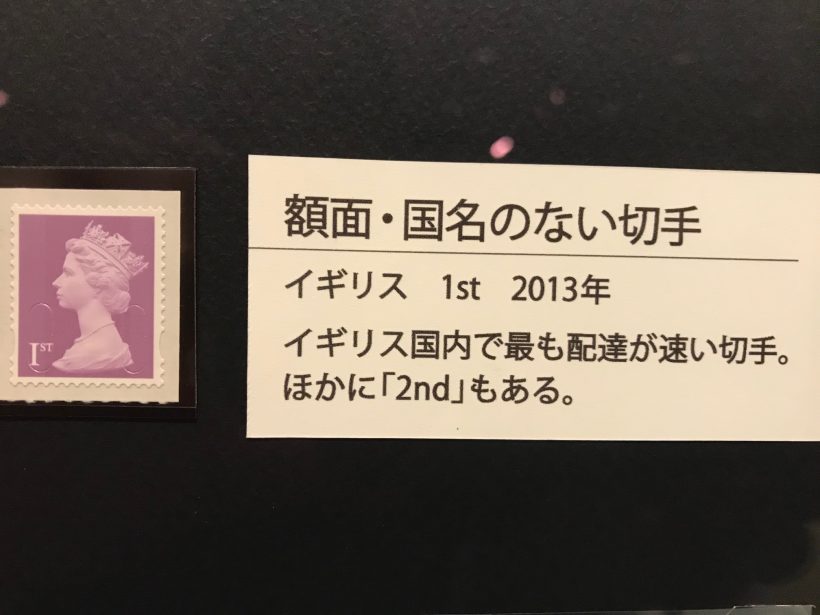 1ST
額面・国名のない切手
イギリス 1st 2013年
イギリス国内で最も配達が速い切手。
ほかに「2nd」もある。